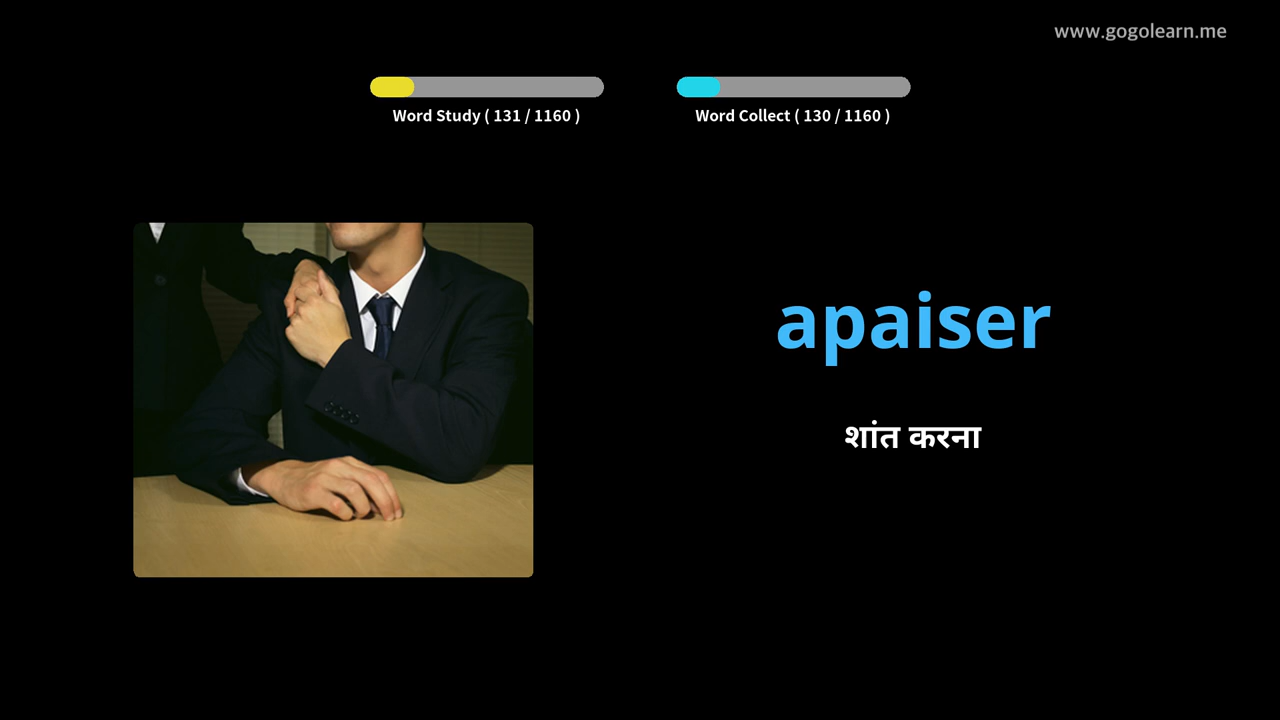 www.gogolearn.me
Word Study ( 131 / 1160 )
Word Collect ( 130 / 1160 )
apaiser
शांत करना